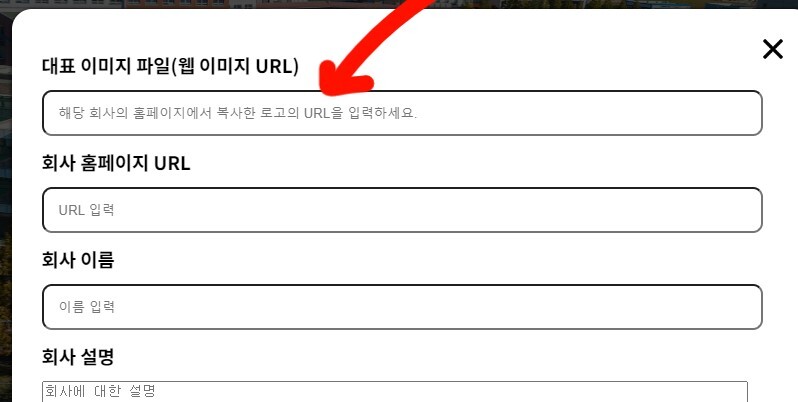 대표 이미지 파일(웹 이미지 URL)
해당 회사의 홈페이지에서 복사한 로고의 URL을 입력하세요.
회사 홈페이지 URL
URL 입력
회사 이름
이름 입력
회사 설명
회사에 대한 설명